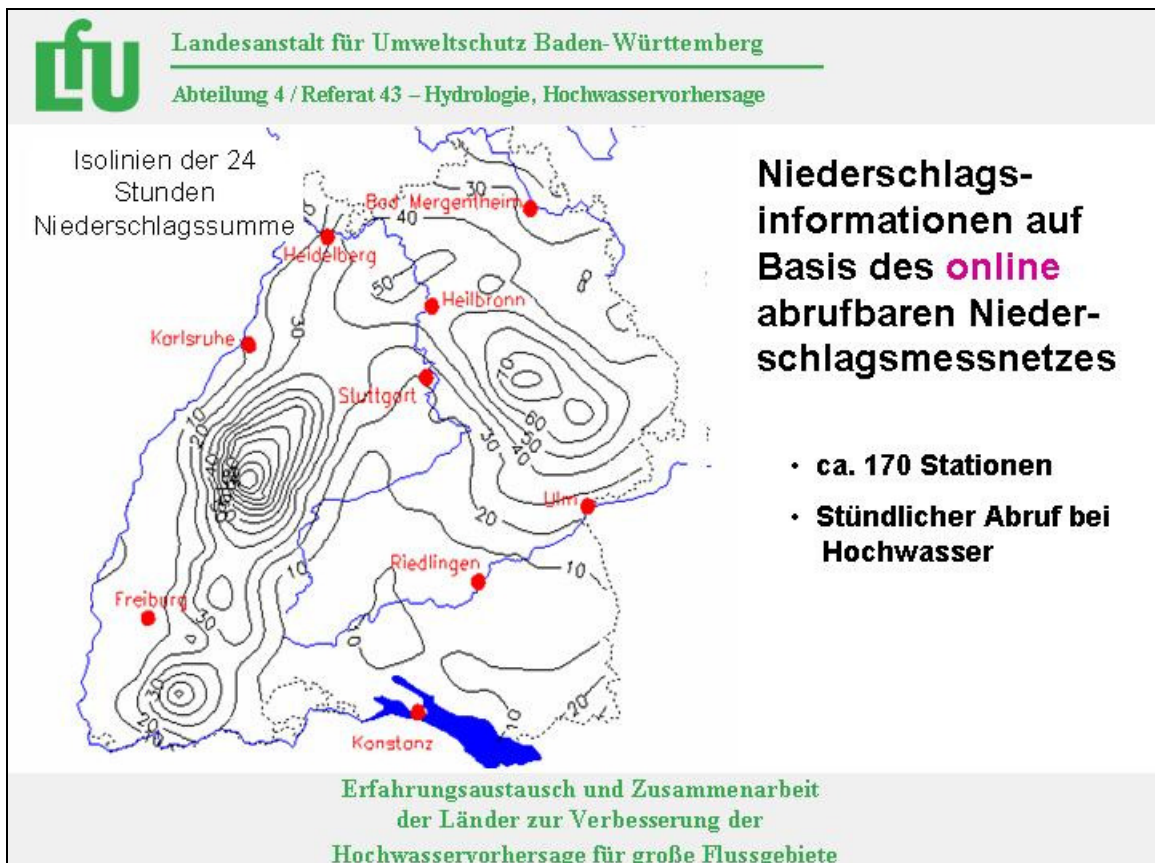 LfU
Landesanstalt für Umweltschutz Baden-Württemberg
Abteilung 4 / Referat 43 – Hydrologie, Hochwasservorhersage
Isolinien der 24
Stunden
Niederschlagssumme
Niederschlags-
informationen auf
Basis des online
abrufbaren Nieder-
schlagsmessnetzes
· ca. 170 Stationen
· Stündlicher Abruf bei
Hochwasser
30
Bad Mergentheim
40
Heidelberg
50
Heilbronn
30
Karlsruhe
70
Stuttgart
10
20
60
50
40
30
Ulm
20
10
10
Riedlingen
Freiburg
30
30
20
10
20
Konstanz
Erfahrungsaustausch und Zusammenarbeit
der Länder zur Verbesserung der
Hochwasservorhersage für große Flussgebiete